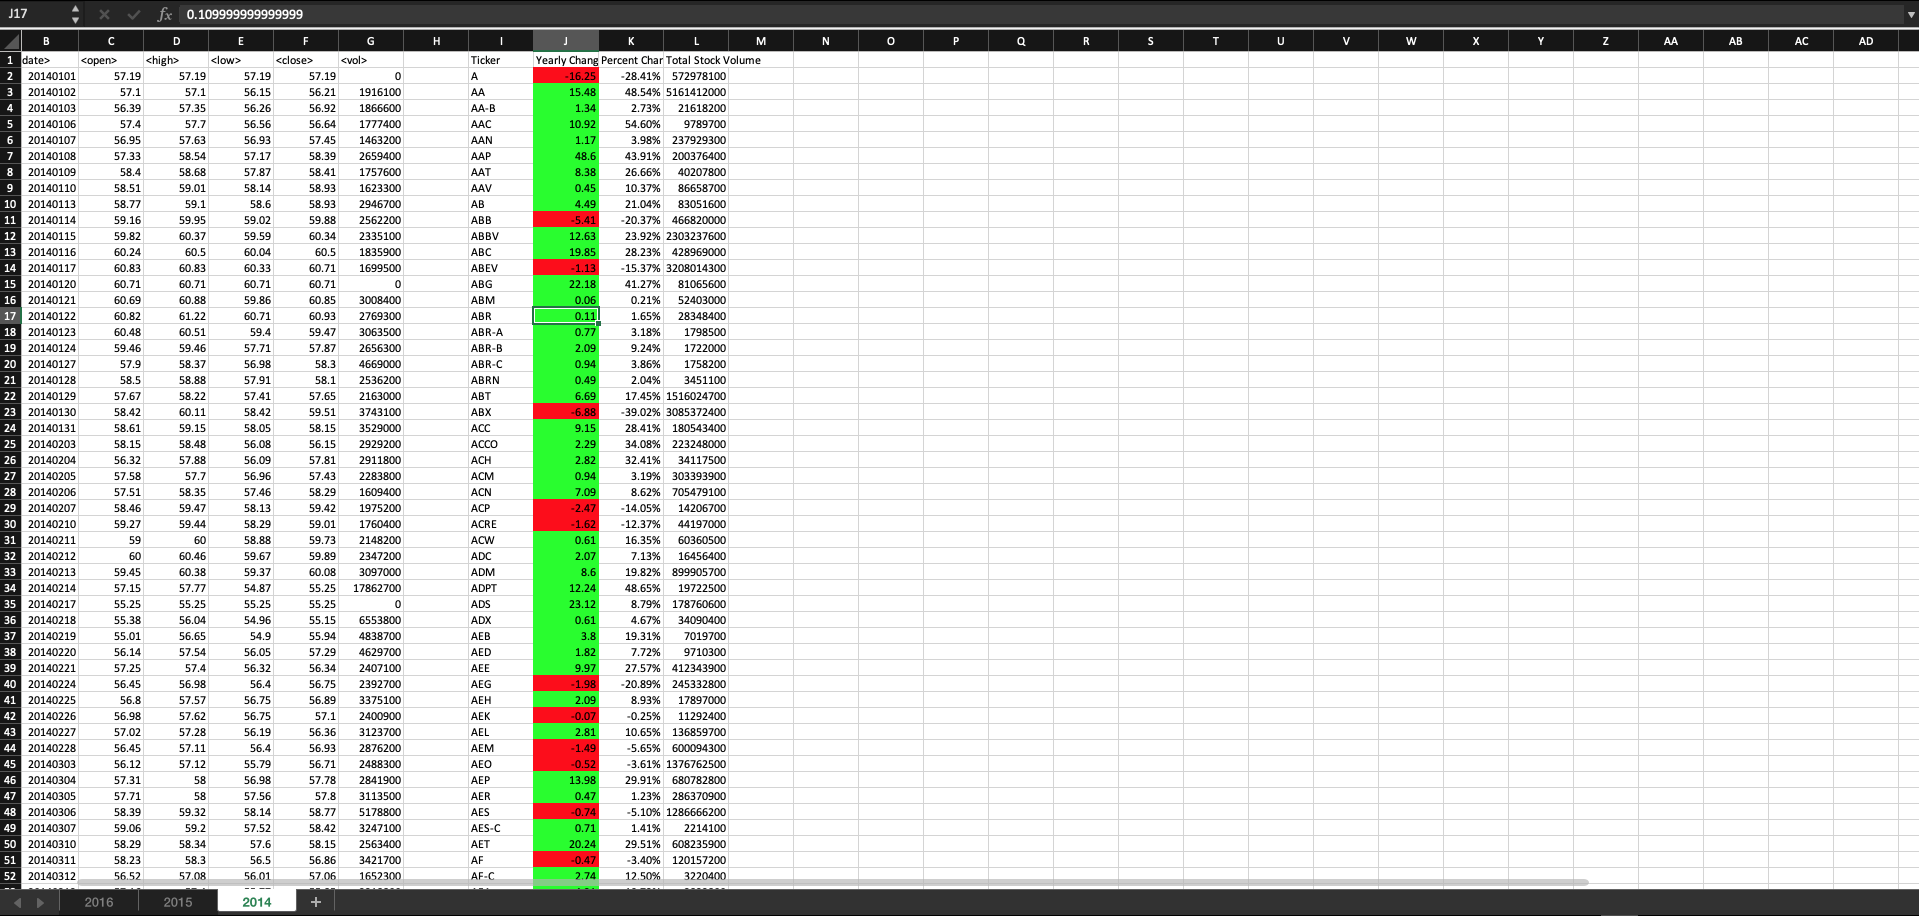 J17 fx 0.109999999999999
B C D E F G H I J K L M N O P Q R S T U V W X Y Z AA AB AC AD
1 date> <open> <high> <low> <close> <vol> Ticker Yearly Chang Percent Char Total Stock Volume
2 20140101 57.19 57.19 57.19 57.19 0 A -16.25 -28.41% 572978100
3 20140102 57.1 57.1 56.15 56.21 1916100 AA 15.48 48.54% 5161412000
4 20140103 56.39 57.35 56.26 56.92 1866600 AA-B 1.34 2.73% 21618200
5 20140106 57.4 57.7 56.56 56.64 1777400 AAC 10.92 54.60% 9789700
6 20140107 56.95 57.63 56.93 57.45 1463200 AAN 1.17 3.98% 237929300
7 20140108 57.33 58.54 57.17 58.39 2659400 AAP 48.6 43.91% 200376400
8 20140109 58.4 58.68 57.87 58.41 1757600 AAT 8.38 26.66% 40207800
9 20140110 58.51 59.01 58.14 58.93 1623300 AAV 0.45 10.37% 86658700
10 20140113 58.77 59.1 58.6 58.93 2946700 AB 4.49 21.04% 83051600
11 20140114 59.16 59.95 59.02 59.88 2562200 ABB -5.41 -20.37% 466820000
12 20140115 59.82 60.37 59.59 60.34 2335100 ABBV 12.63 23.92% 2303237600
13 20140116 60.24 60.5 60.04 60.5 1835900 ABC 19.85 28.23% 428969000
14 20140117 60.83 60.83 60.33 60.71 1699500 ABEV -1.13 -15.37% 3208014300
15 20140120 60.71 60.71 60.71 60.71 0 ABG 22.18 41.27% 81065600
16 20140121 60.69 60.88 59.86 60.85 3008400 ABM 0.06 0.21% 52403000
17 20140122 60.82 61.22 60.71 60.93 2769300 ABR 0.11 1.65% 28348400
18 20140123 60.48 60.51 59.4 59.47 3063500 ABR-A 0.77 3.18% 1798500
19 20140124 59.46 59.46 57.71 57.87 2656300 ABR-B 2.09 9.24% 1722000
20 20140127 57.9 58.37 56.98 58.3 4669000 ABR-C 0.94 3.86% 1758200
21 20140128 58.5 58.88 57.91 58.1 2536200 ABRN 0.49 2.04% 3451100
22 20140129 57.67 58.22 57.41 57.65 2163000 ABT 6.69 17.45% 1516024700
23 20140130 58.42 60.11 58.42 59.51 3743100 ABX -6.88 -39.02% 3085372400
24 20140131 58.61 59.15 58.05 58.15 3529000 ACC 9.15 28.41% 180543400
25 20140203 58.15 58.48 56.08 56.15 2929200 ACCO 2.29 34.08% 223248000
26 20140204 56.32 57.88 56.09 57.81 2911800 ACH 2.82 32.41% 34117500
27 20140205 57.58 57.7 56.96 57.43 2283800 ACM 0.94 3.19% 303393900
28 20140206 57.51 58.35 57.46 58.29 1609400 ACN 7.09 8.62% 705479100
29 20140207 58.46 59.47 58.13 59.42 1975200 ACP -2.47 -14.05% 14206700
30 20140210 59.27 59.44 58.29 59.01 1760400 ACRE -1.62 -12.37% 44197000
31 20140211 59 60 58.88 59.73 2148200 ACW 0.61 16.35% 60360500
32 20140212 60 60.46 59.67 59.89 2347200 ADC 2.07 7.13% 16456400
33 20140213 59.45 60.38 59.37 60.08 3097000 ADM 8.6 19.82% 899905700
34 20140214 57.15 57.77 54.87 55.25 17862700 ADPT 12.24 48.65% 19722500
35 20140217 55.25 55.25 55.25 55.25 0 ADS 23.12 8.79% 178760600
36 20140218 55.38 56.04 54.96 55.15 6553800 ADX 0.61 4.67% 34090400
37 20140219 55.01 56.65 54.9 55.94 4838700 AEB 3.8 19.31% 7019700
38 20140220 56.14 57.54 56.05 57.29 4629700 AED 1.82 7.72% 9710300
39 20140221 57.25 57.4 56.32 56.34 2407100 AEE 9.97 27.57% 412343900
40 20140224 56.45 56.98 56.4 56.75 2392700 AEG -1.98 -20.89% 245332800
41 20140225 56.8 57.57 56.75 56.89 3375100 AEH 2.09 8.93% 17897000
42 20140226 56.98 57.62 56.75 57.1 2400900 AEK -0.07 -0.25% 11292400
43 20140227 57.02 57.28 56.19 56.36 3123700 AEL 2.81 10.65% 136859700
44 20140228 56.45 57.11 56.4 56.93 2876200 AEM -1.49 -5.65% 600094300
45 20140303 56.12 57.12 55.79 56.71 2488300 AEO -0.52 -3.61% 1376762500
46 20140304 57.31 58 56.98 57.78 2841900 AEP 13.98 29.91% 680782800
47 20140305 57.71 58 57.56 57.8 3113500 AER 0.47 1.23% 286370900
48 20140306 58.39 59.32 58.14 58.77 5178800 AES -0.74 -5.10% 1286666200
49 20140307 59.06 59.2 57.52 58.42 3247100 AES-C 0.71 1.41% 2214100
50 20140310 58.29 58.34 57.6 58.15 2563400 AET 20.24 29.51% 608235900
51 20140311 58.23 58.3 56.5 56.86 3421700 AF -0.47 -3.40% 120157200
52 20140312 56.52 57.08 56.01 57.06 1652300 AF-C 2.74 12.50% 3220400
2016 2015 2014 +